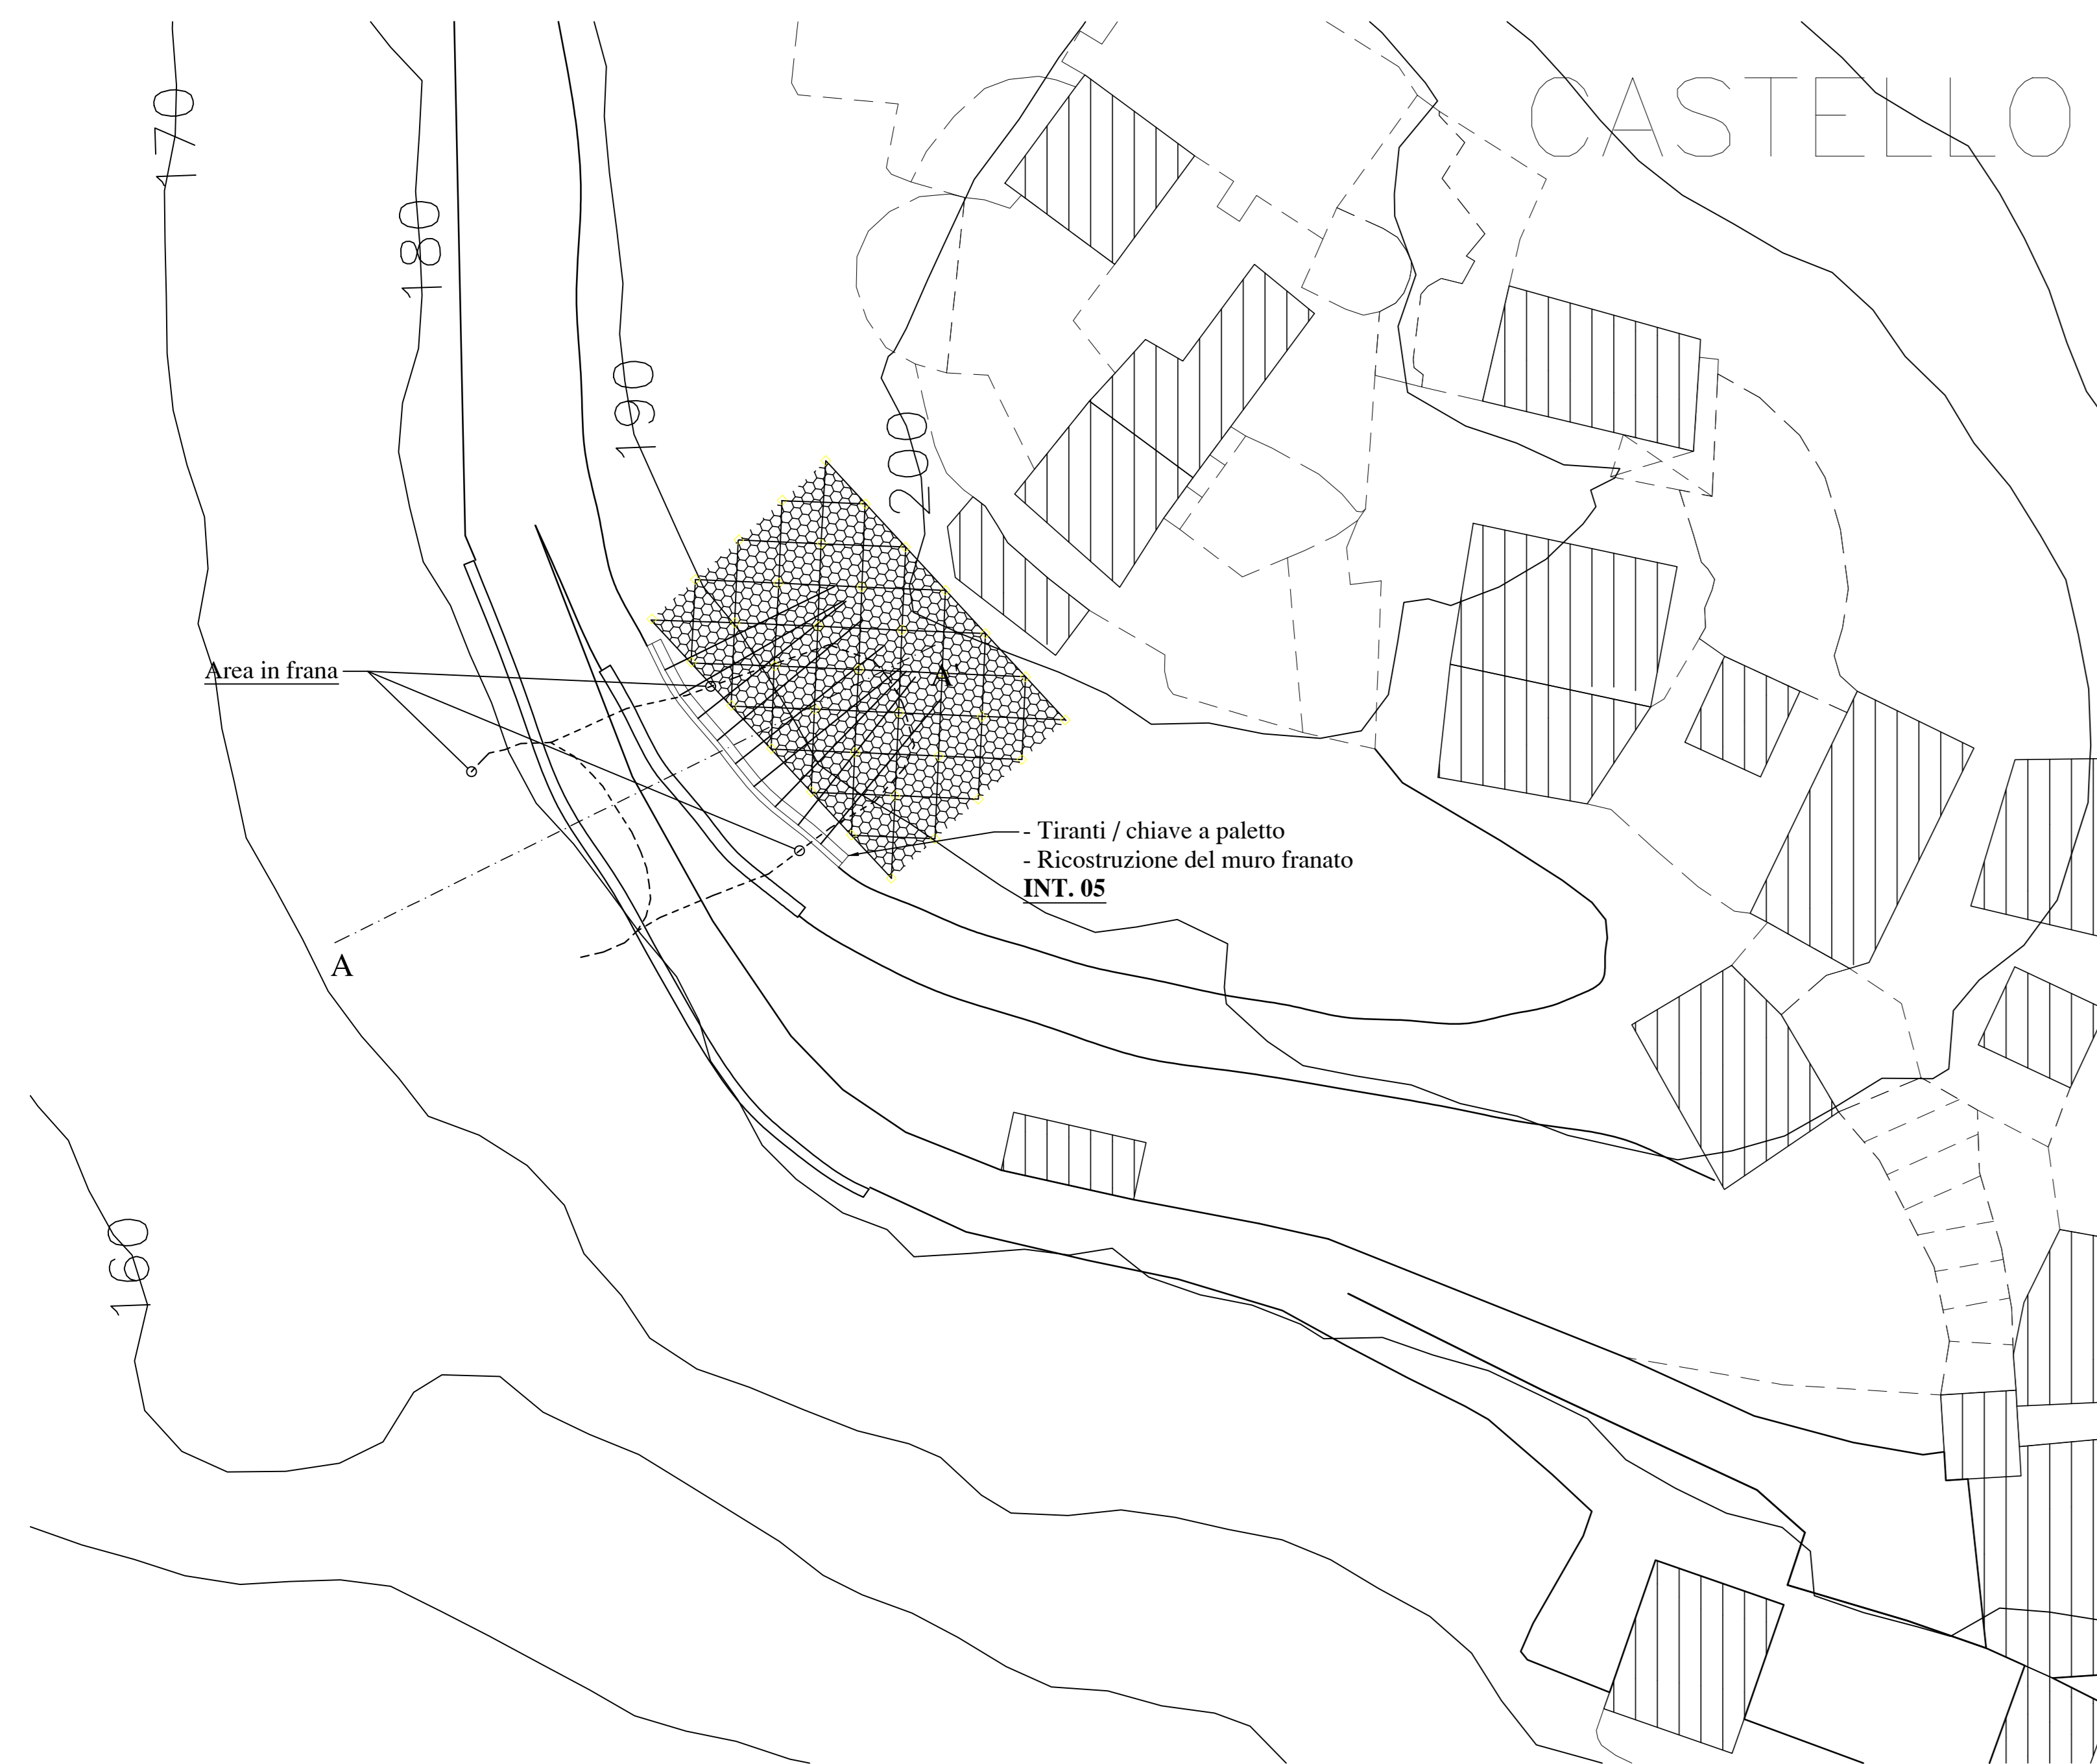 CASTELLO
170
180
190
200
Area in frana
A'
- Tiranti / chiave a paletto
- Ricostruzione del muro franato
INT. 05
A
160